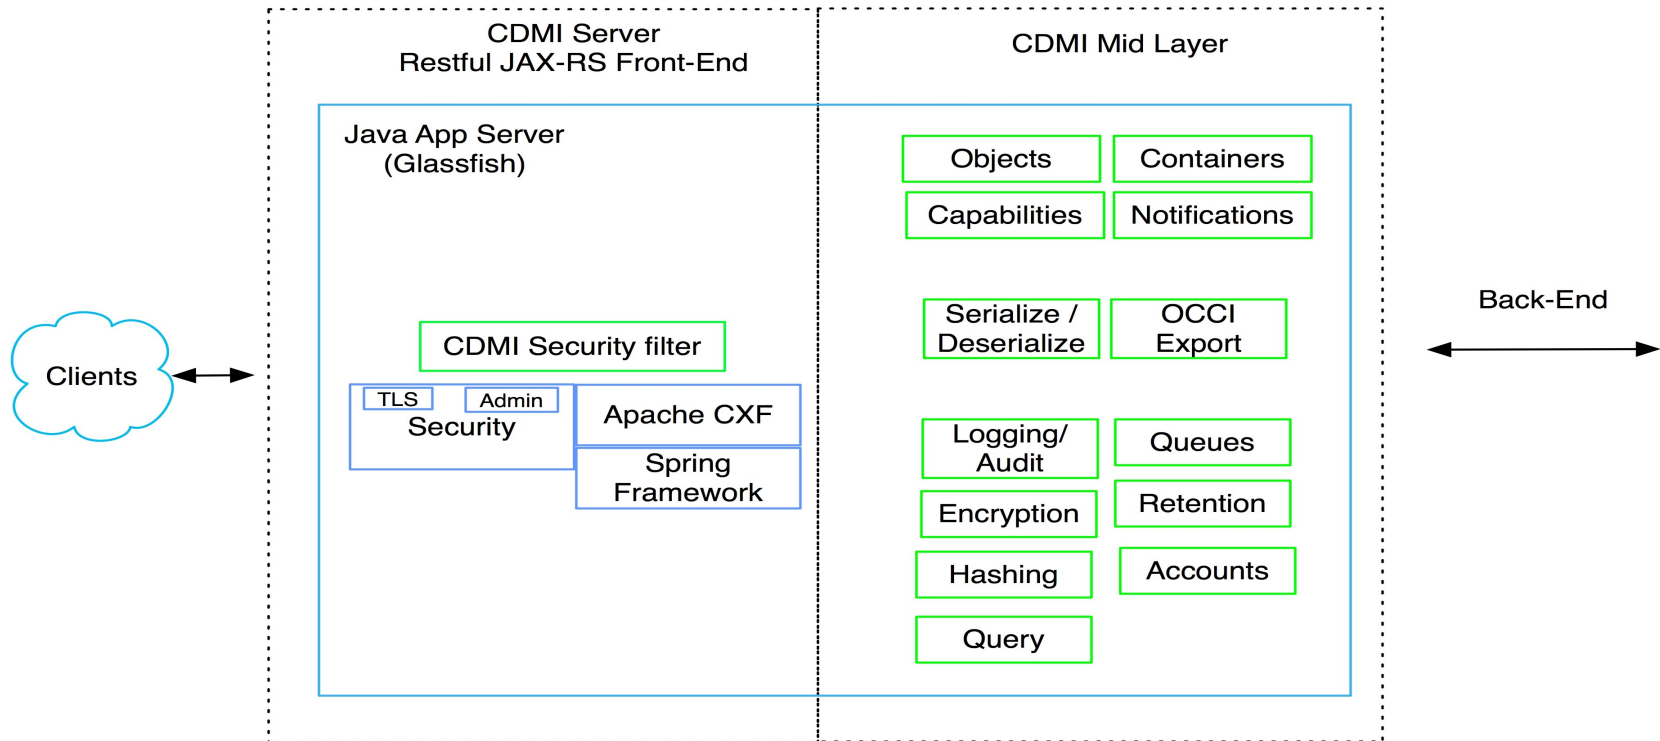 CDMI Server
Restful JAX-RS Front-End
CDMI Mid Layer
Java App Server
(Glassfish)
Objects
Containers
Capabilities
Notifications
Back-End
Serialize /
Deserialize
OCCI
Export
CDMI Security filter
Clients
TLS
Admin
Security
Apache CXF
Spring
Framework
Logging/
Audit
Queues
Encryption
Retention
Hashing
Accounts
Query